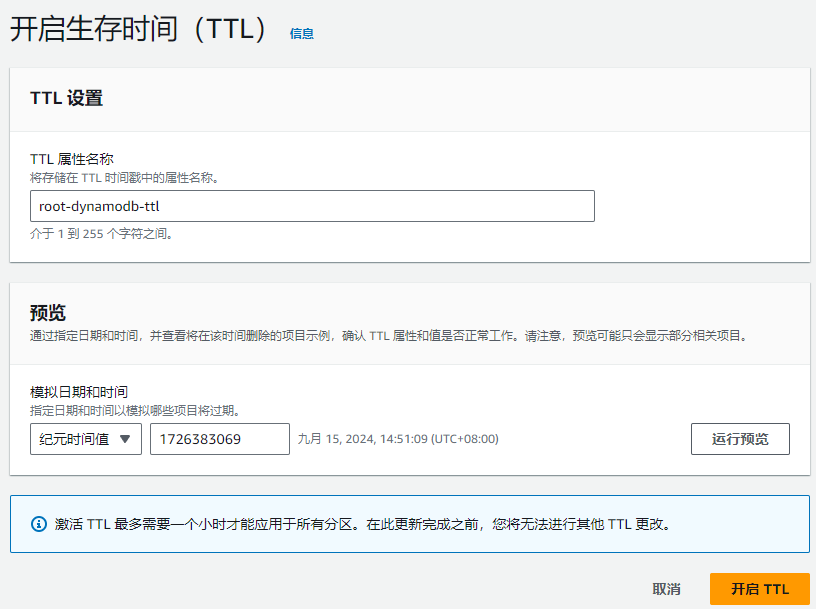 开启生存时间（TTL） 信息
TTL 设置
TTL 属性名称
将存储在 TTL 时间戳中的属性名称。
root-dynamodb-ttl
介于 1 到 255 个字符之间。
预览
通过指定日期和时间，并查看将在该时间删除的项目示例，确认 TTL 属性和值是否正常工作。请注意，预览可能只会显示部分相关项目。
模拟日期和时间
指定日期和时间以模拟哪些项目将过期。
纪元时间值 1726383069 九月 15, 2024, 14:51:09 (UTC+08:00) 运行预览
激活 TTL 最多需要一个小时才能应用于所有分区。在此更新完成之前，您将无法进行其他 TTL 更改。
取消 开启 TTL